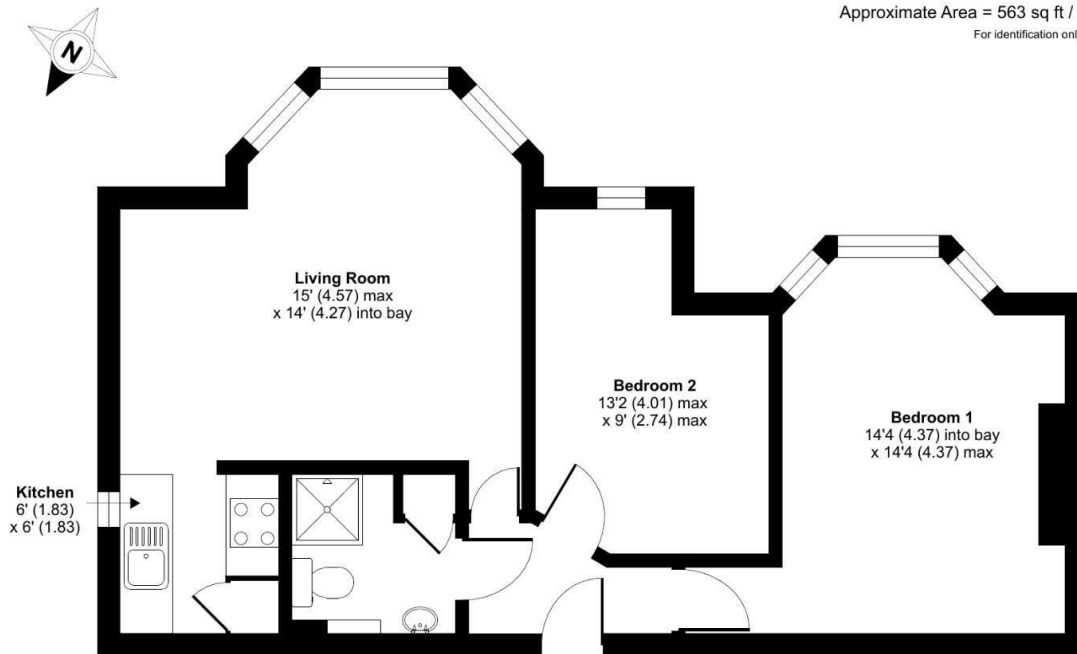 Approximate Area = 563 sq ft /
For identification onl
N
Living Room
15' (4.57) max
x 14' (4.27) into bay
Bedroom 2
13'2 (4.01) max
x 9' (2.74) max
Bedroom 1
14'4 (4.37) into bay
x 14'4 (4.37) max
Kitchen
6' (1.83)
x 6' (1.83)